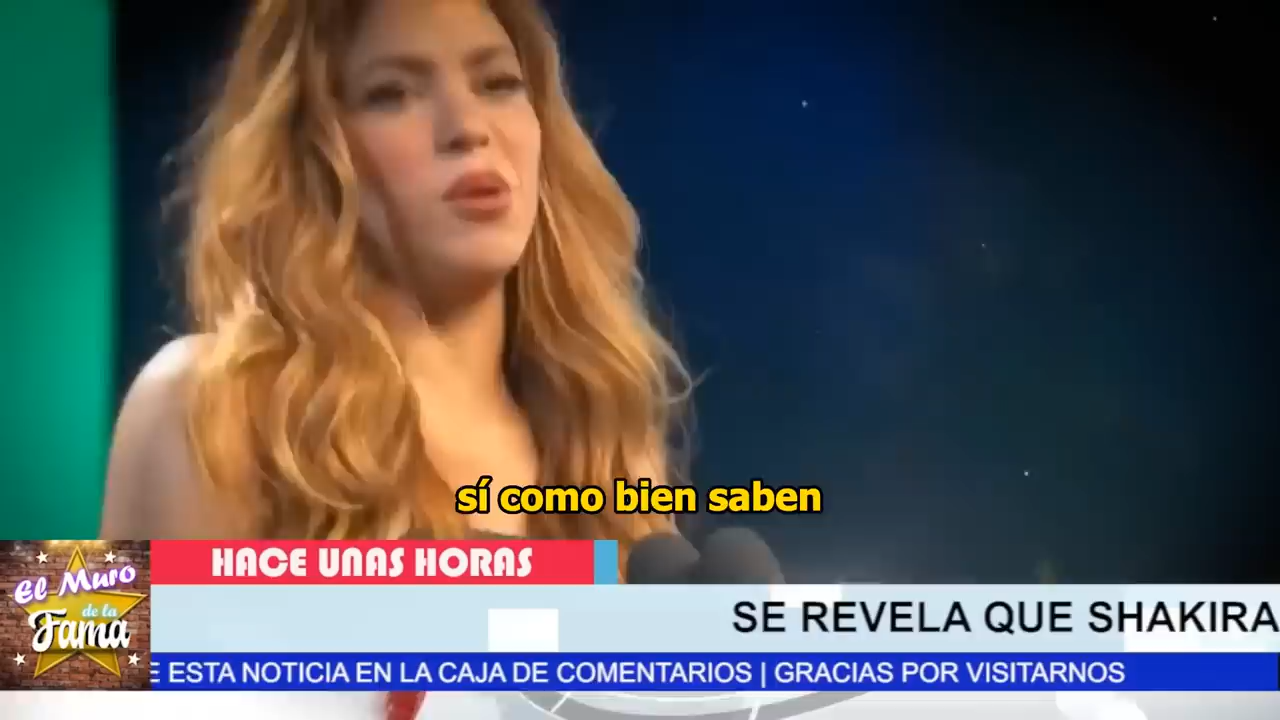 sí como bien saben
HACE UNAS HORAS
El Muro
de la
Fama
SE REVELA QUE SHAKIRA
E ESTA NOTICIA EN LA CAJA DE COMENTARIOS | GRACIAS POR VISITARNOS